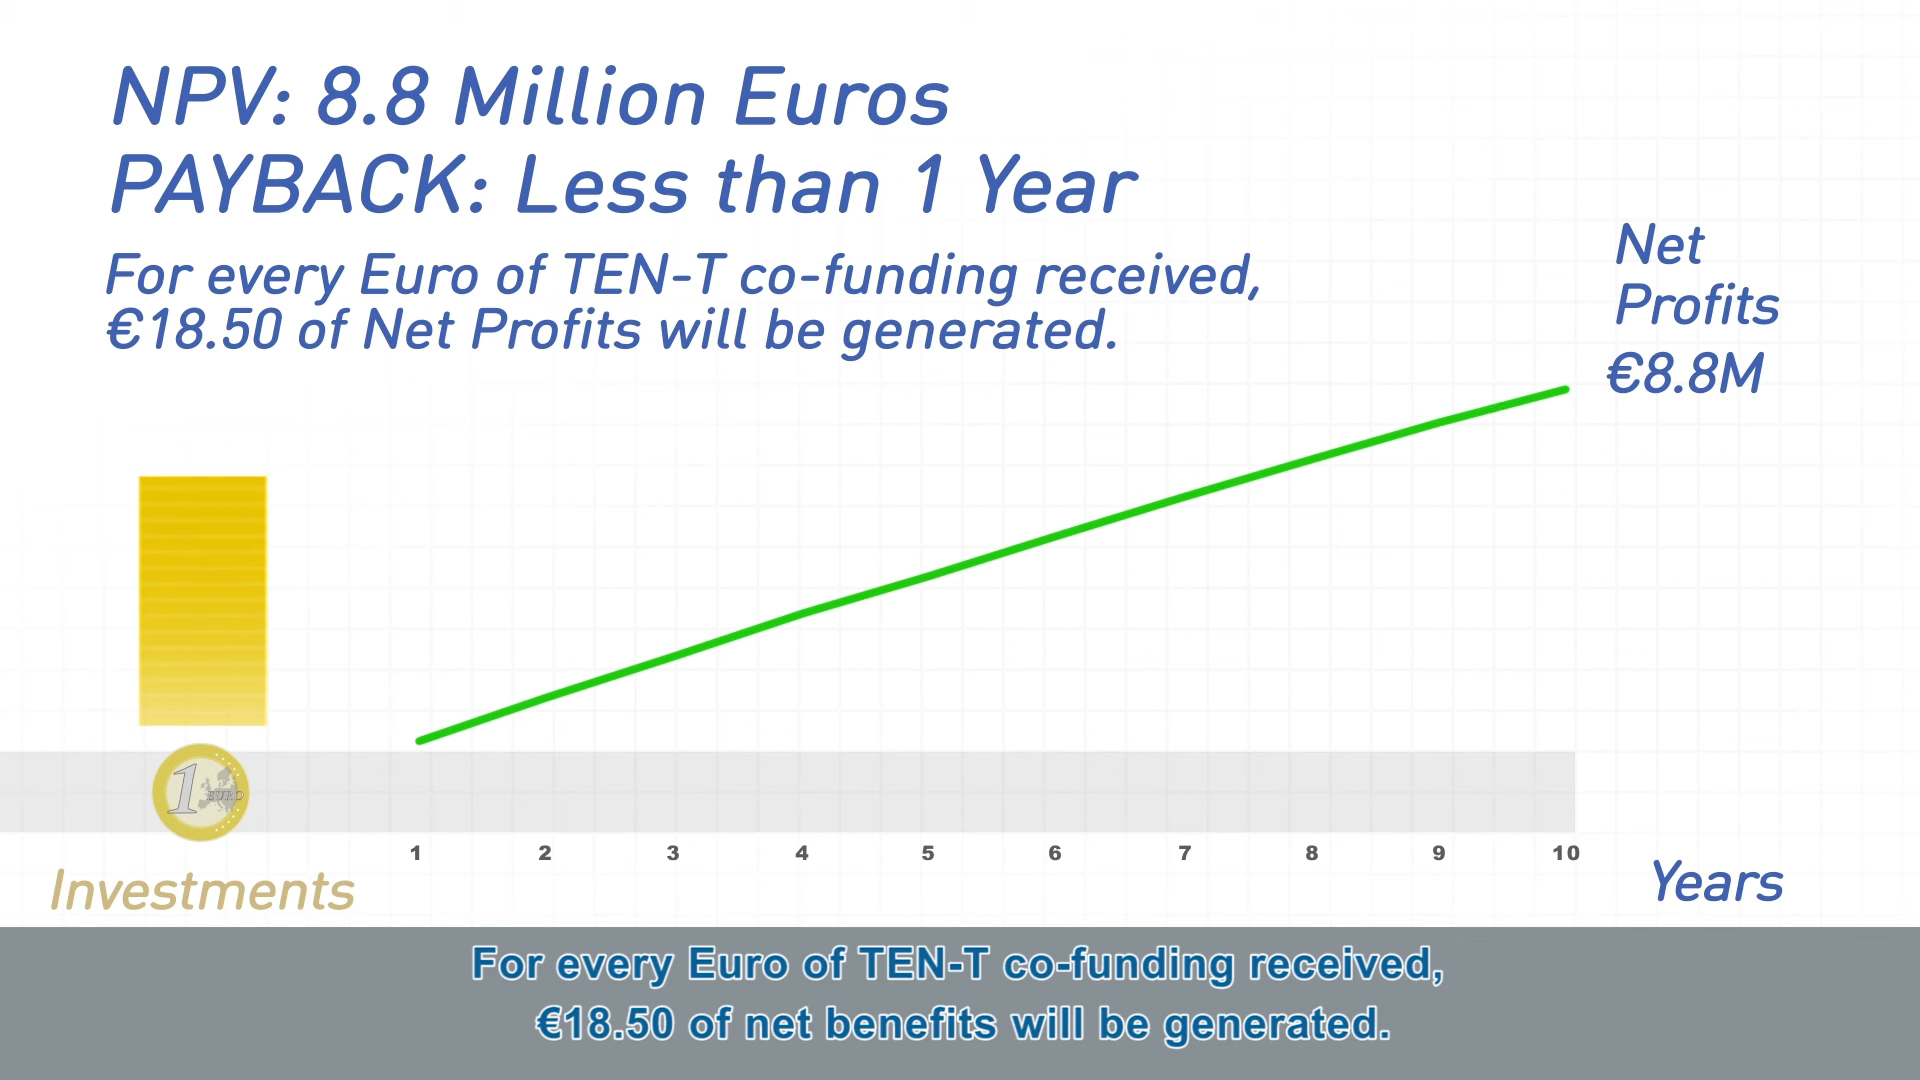 NPV: 8.8 Million Euros
PAYBACK: Less than 1 Year
For every Euro of TEN-T co-funding received,
€18.50 of Net Profits will be generated.
Net
Profits
€8.8M
1
EURO
1 2 3 4 5 6 7 8 9 10
Investments
Years
For every Euro of TEN-T co-funding received,
€18.50 of net benefits will be generated.